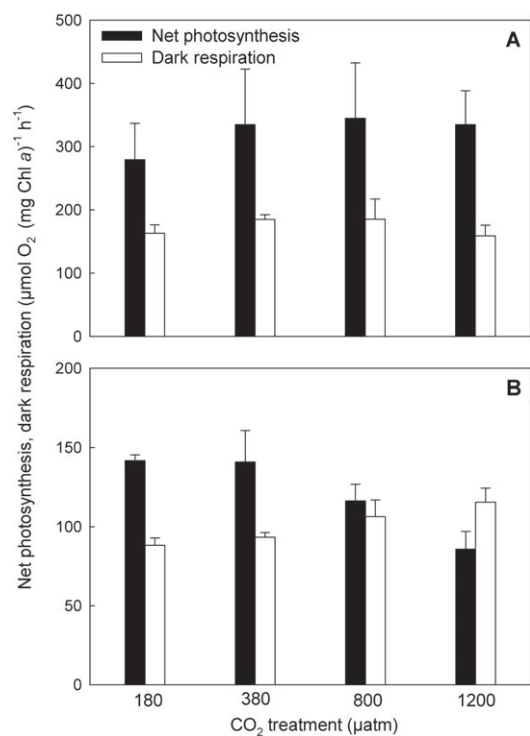 Net photosynthesis, dark respiration (µmol O₂ (mg Chl a)⁻¹ h⁻¹)
500
Net photosynthesis
A
Dark respiration
400
300
200
100
0
200
B
150
100
50
0
180 380 800 1200
CO₂ treatment (µatm)